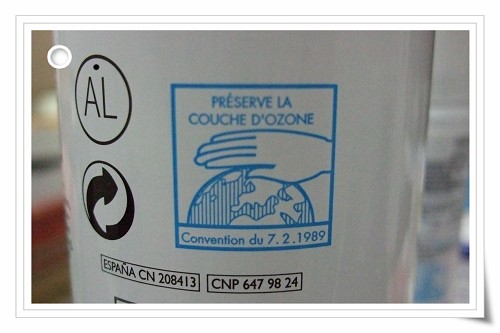 AL
PRÉSERVE LA
COUCHE D'OZONE
Convention du 7.2.1989
ESPAÑA CN 208413
CNP 647 98 24